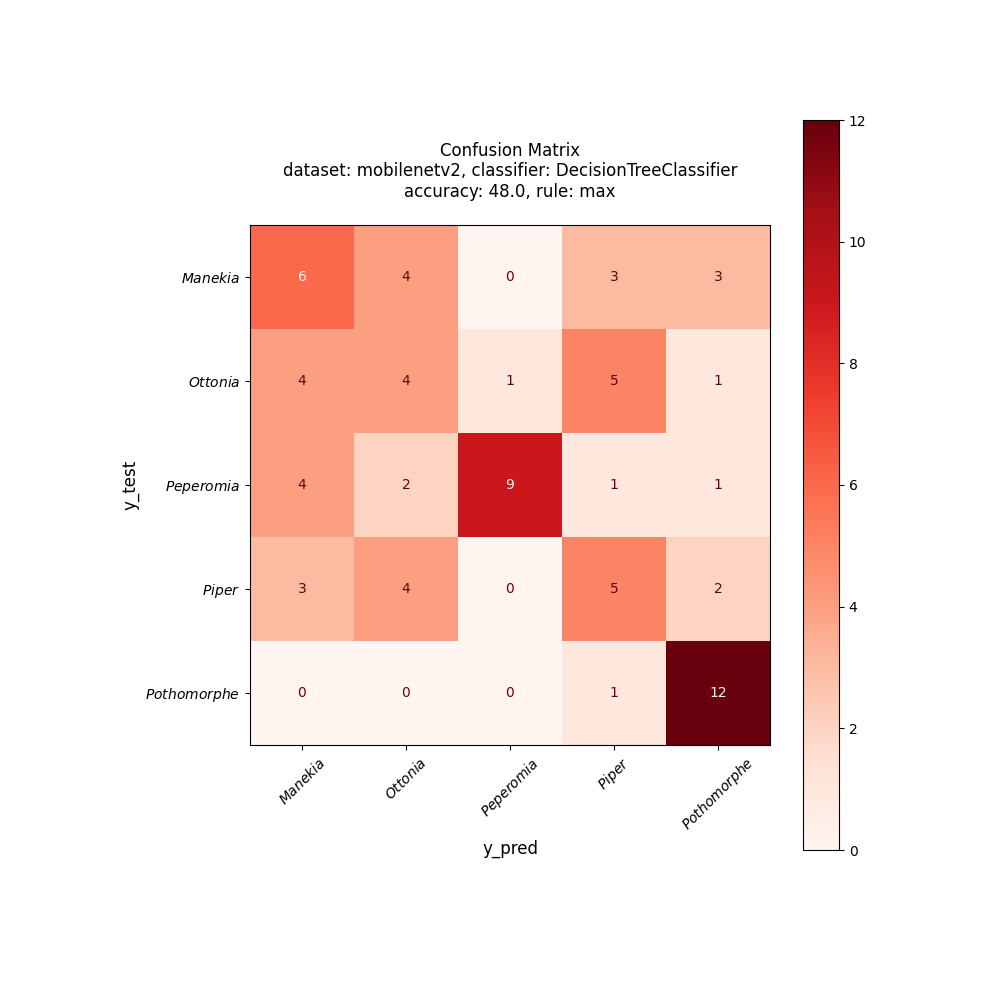 Confusion Matrix
dataset: mobilenetv2, classifier: DecisionTreeClassifier
accuracy: 48.0, rule: max
12
10
8
6
4
2
0
y_test
Manekia 6 4 0 3 3
Ottonia 4 4 1 5 1
Peperomia 4 2 9 1 1
Piper 3 4 0 5 2
Pothomorphe 0 0 0 1 12
Manekia Ottonia Peperomia Piper Pothomorphe
y_pred